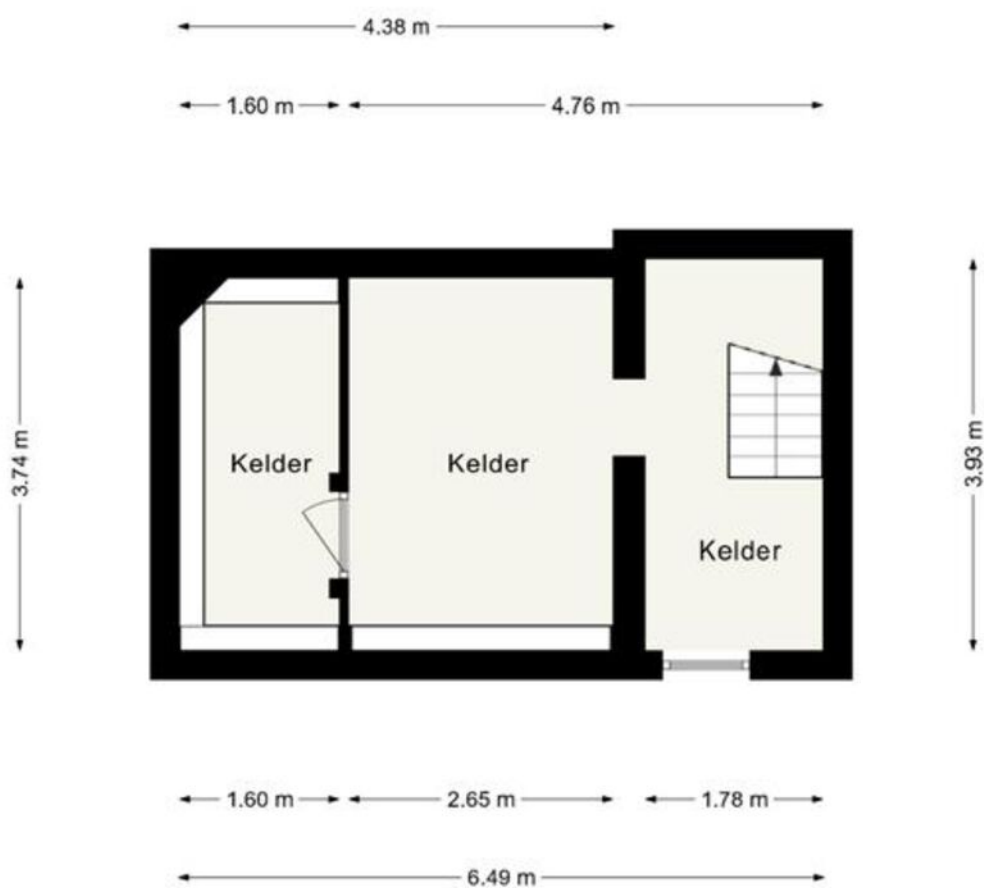 4.38 m
1.60 m
4.76 m
3.74 m
3.93 m
Kelder
Kelder
Kelder
1.60 m
2.65 m
1.78 m
6.49 m